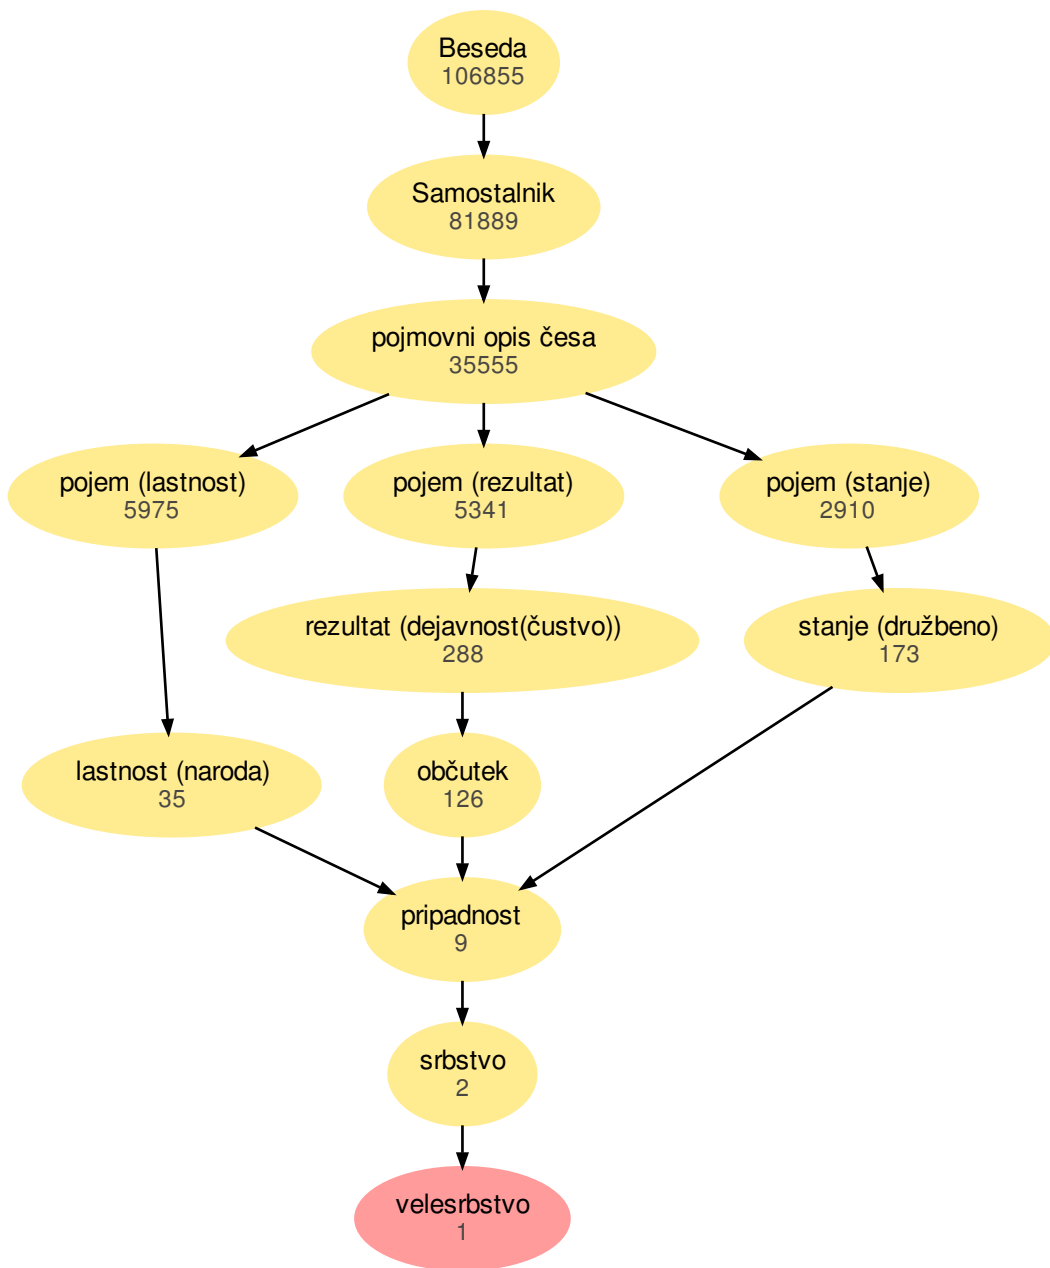 Beseda
106855
Samostalnik
81889
pojmovni opis česa
35555
pojem (lastnost)
5975
pojem (rezultat)
5341
pojem (stanje)
2910
rezultat (dejavnost(čustvo))
288
stanje (družbeno)
173
lastnost (naroda)
35
občutek
126
pripadnost
9
srbstvo
2
velesrbstvo
1